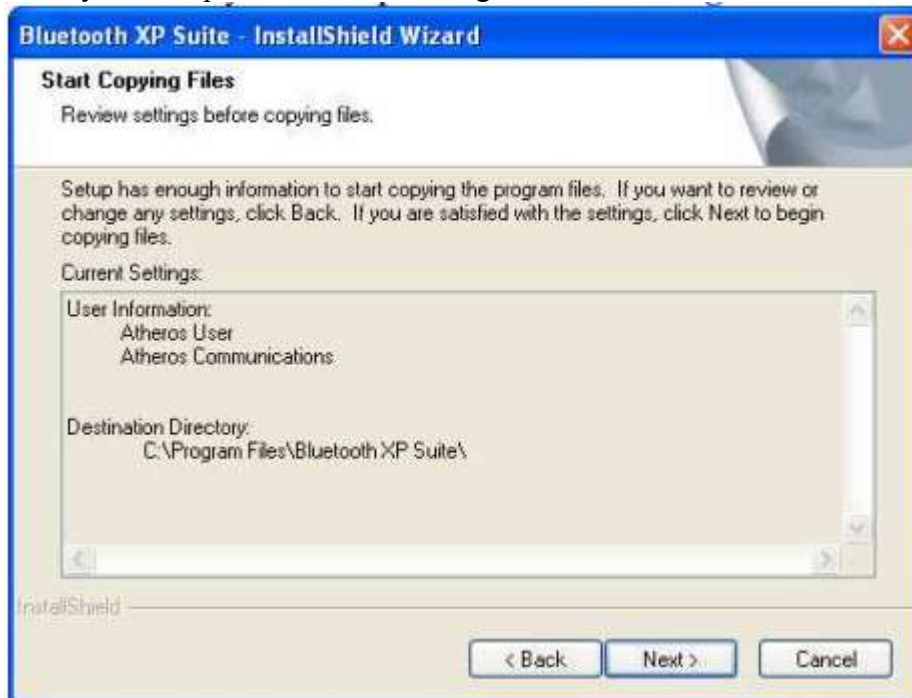 Bluetooth XP Suite - InstallShield Wizard
Start Copying Files
Review settings before copying files.
Setup has enough information to start copying the program files. If you want to review or
change any settings, click Back. If you are satisfied with the settings, click Next to begin
copying files.
Current Settings:
User Information:
Atheros User
Atheros Communications
Destination Directory:
C:\Program Files\Bluetooth XP Suite\
InstallShield
< Back
Next >
Cancel